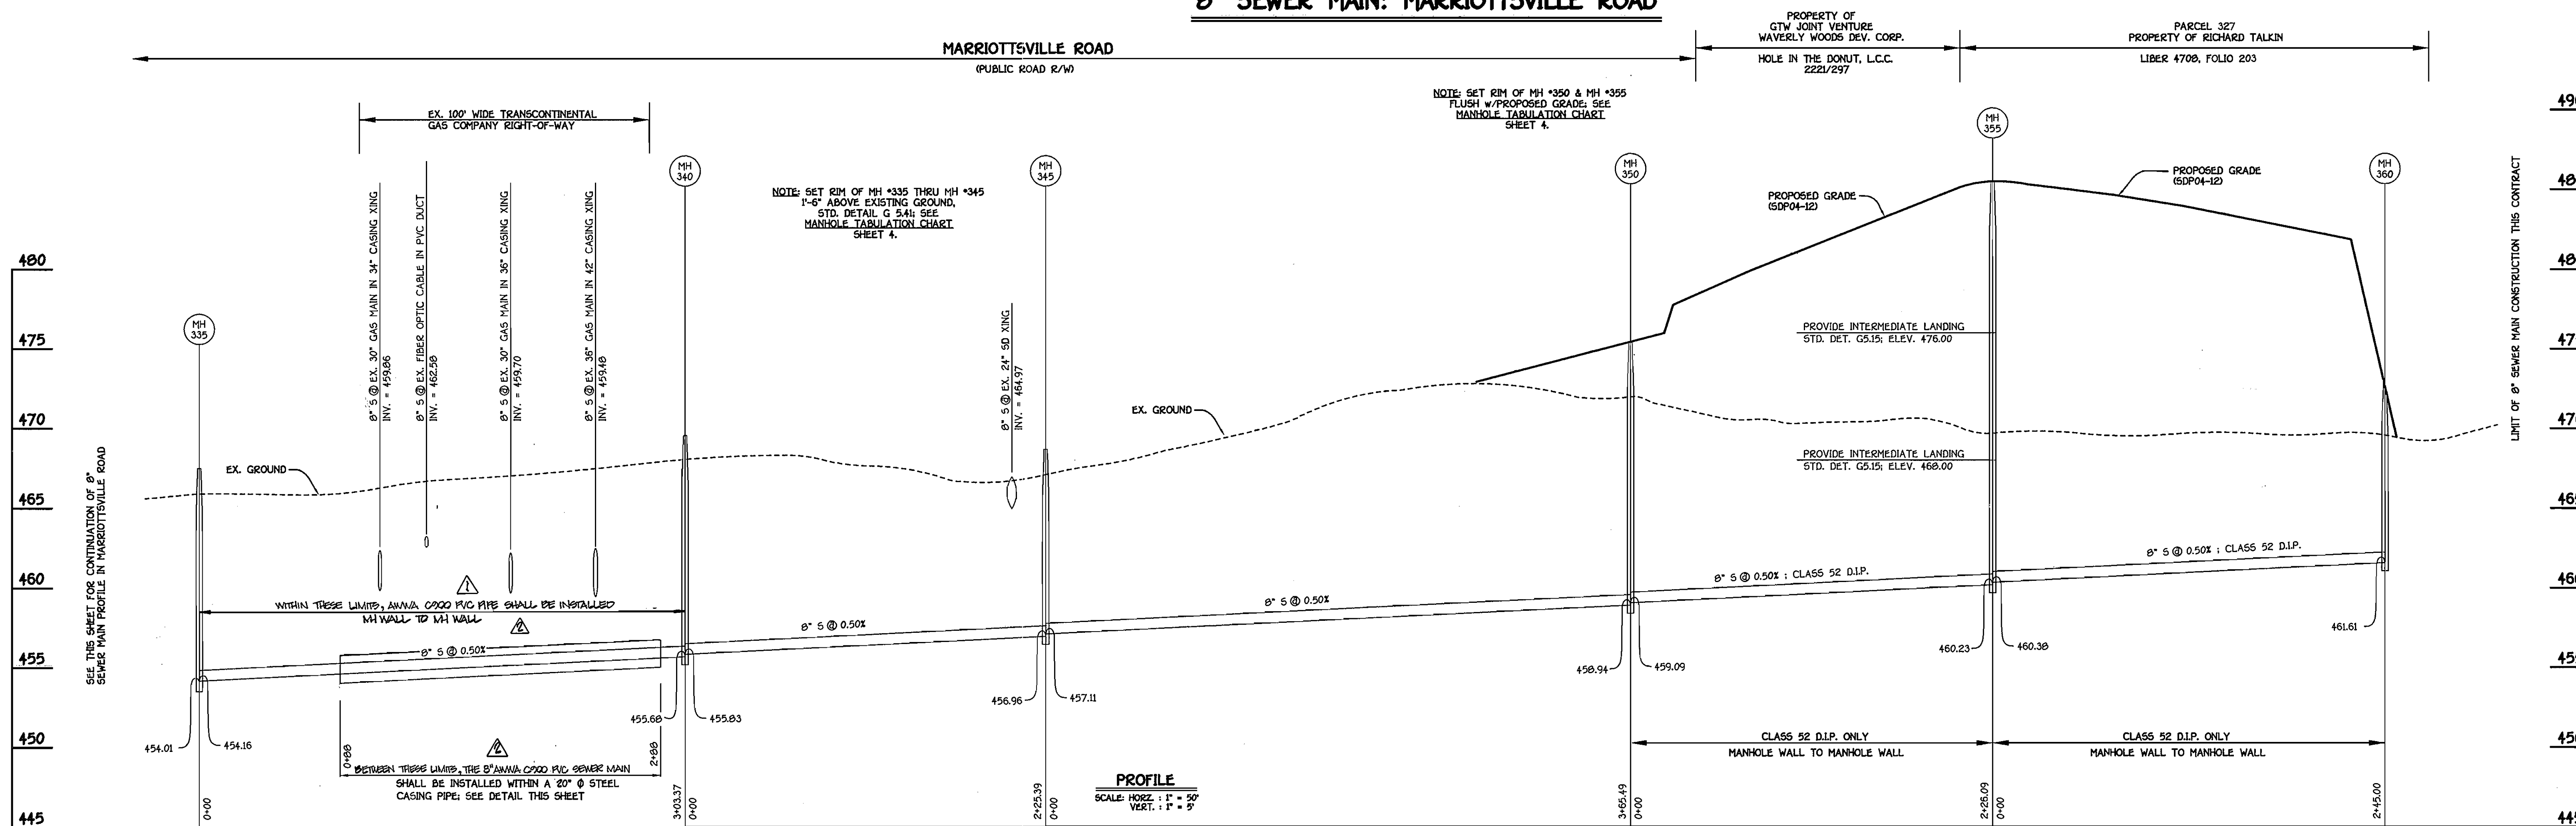 8" SEWER MAIN: MARRIOTTSVILLE ROAD
MARRIOTTSVILLE ROAD
(PUBLIC ROAD R/W)
PROPERTY OF
GTW JOINT VENTURE
WAVERLY WOODS DEV. CORP.
HOLE IN THE DONUT, L.C.C.
2221/297
PARCEL 327
PROPERTY OF RICHARD TALKIN
LIBER 4708, FOLIO 203
EX. 100' WIDE TRANSCONTINENTAL
GAS COMPANY RIGHT-OF-WAY
NOTE: SET RIM OF MH #350 & MH #355
FLUSH W/PROPOSED GRADE; SEE
MANHOLE TABULATION CHART
SHEET 4.
NOTE: SET RIM OF MH #335 THRU MH #345
1'-6" ABOVE EXISTING GROUND,
STD. DETAIL G 5.41; SEE
MANHOLE TABULATION CHART
SHEET 4.
MH
335
MH
340
MH
345
MH
350
MH
355
MH
360
8" S @ EX. 30" GAS MAIN IN 34" CASING XING
INV. = 459.86
8" S @ EX. FIBER OPTIC CABLE IN PVC DUCT
INV. = 462.58
8" S @ EX. 30" GAS MAIN IN 36" CASING XING
INV. = 459.70
8" S @ EX. 36" GAS MAIN IN 42" CASING XING
INV. = 459.48
8" S @ EX. 24" SD XING
INV. = 464.97
PROPOSED GRADE
(SDP04-12)
PROPOSED GRADE
(SDP04-12)
PROVIDE INTERMEDIATE LANDING
STD. DET. G5.15; ELEV. 476.00
PROVIDE INTERMEDIATE LANDING
STD. DET. G5.15; ELEV. 468.00
EX. GROUND
EX. GROUND
480
475
470
465
460
455
450
445
SEE THIS SHEET FOR CONTINUATION OF 8"
SEWER MAIN PROFILE IN MARRIOTTSVILLE ROAD
LIMIT OF 8" SEWER MAIN CONSTRUCTION THIS CONTRACT
1
WITHIN THESE LIMITS, AWWA C900 PVC PIPE SHALL BE INSTALLED
MH WALL TO MH WALL
2
8" S @ 0.50%
8" S @ 0.50%
8" S @ 0.50%
8" S @ 0.50% ; CLASS 52 D.I.P.
8" S @ 0.50% ; CLASS 52 D.I.P.
454.01
454.16
455.68
455.83
456.96
457.11
458.94
459.09
460.23
460.38
461.61
0+88
2+88
2
BETWEEN THESE LIMITS, THE 8" AWWA C900 PVC SEWER MAIN
SHALL BE INSTALLED WITHIN A 20" Ø STEEL
CASING PIPE; SEE DETAIL THIS SHEET
CLASS 52 D.I.P. ONLY
MANHOLE WALL TO MANHOLE WALL
CLASS 52 D.I.P. ONLY
MANHOLE WALL TO MANHOLE WALL
PROFILE
SCALE: HORZ. : 1" = 50'
VERT. : 1" = 5'
0+00
3+03.37
0+00
2+25.39
0+00
3+65.49
0+00
2+26.09
0+00
2+45.00